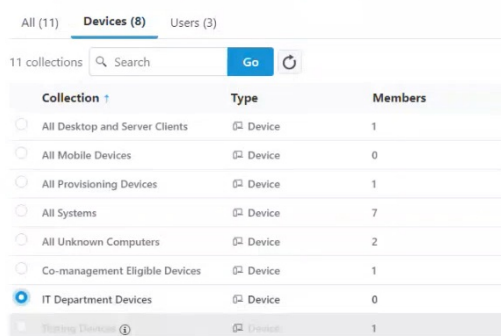 All (11) Devices (8) Users (3)
11 collections Search Go
Collection ↑ Type Members
All Desktop and Server Clients Device 1
All Mobile Devices Device 0
All Provisioning Devices Device 1
All Systems Device 7
All Unknown Computers Device 2
Co-management Eligible Devices Device 1
IT Department Devices Device 0
Devices Device 1